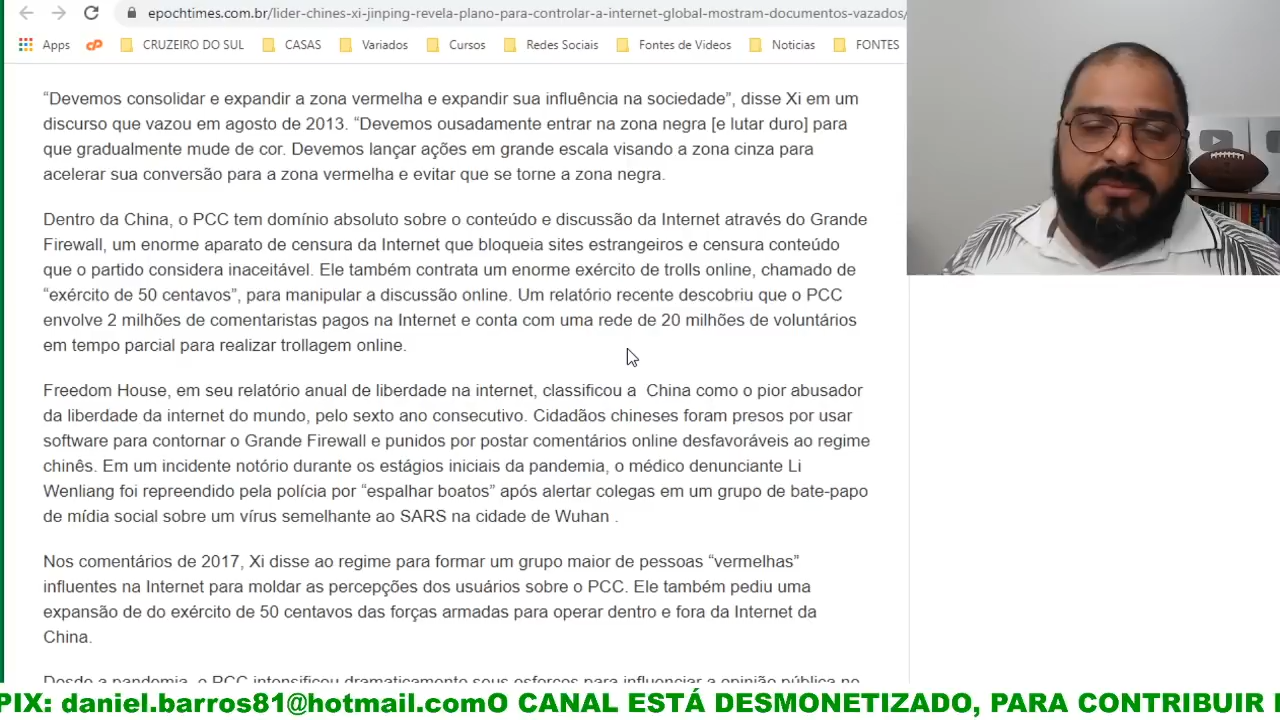 epochtimes.com.br/lider-chines-xi-jinping-revela-plano-para-controlar-a-internet-global-mostram-documentos-vazados/
Apps CRUZEIRO DO SUL CASAS Variados Cursos Redes Sociais Fontes de Videos Noticias FONTES
“Devemos consolidar e expandir a zona vermelha e expandir sua influência na sociedade”, disse Xi em um
discurso que vazou em agosto de 2013. “Devemos ousadamente entrar na zona negra [e lutar duro] para
que gradualmente mude de cor. Devemos lançar ações em grande escala visando a zona cinza para
acelerar sua conversão para a zona vermelha e evitar que se torne a zona negra.
Dentro da China, o PCC tem domínio absoluto sobre o conteúdo e discussão da Internet através do Grande
Firewall, um enorme aparato de censura da Internet que bloqueia sites estrangeiros e censura conteúdo
que o partido considera inaceitável. Ele também contrata um enorme exército de trolls online, chamado de
“exército de 50 centavos”, para manipular a discussão online. Um relatório recente descobriu que o PCC
envolve 2 milhões de comentaristas pagos na Internet e conta com uma rede de 20 milhões de voluntários
em tempo parcial para realizar trollagem online.
Freedom House, em seu relatório anual de liberdade na internet, classificou a China como o pior abusador
da liberdade da internet do mundo, pelo sexto ano consecutivo. Cidadãos chineses foram presos por usar
software para contornar o Grande Firewall e punidos por postar comentários online desfavoráveis ao regime
chinês. Em um incidente notório durante os estágios iniciais da pandemia, o médico denunciante Li
Wenliang foi repreendido pela polícia por “espalhar boatos” após alertar colegas em um grupo de bate-papo
de mídia social sobre um vírus semelhante ao SARS na cidade de Wuhan .
Nos comentários de 2017, Xi disse ao regime para formar um grupo maior de pessoas “vermelhas”
influentes na Internet para moldar as percepções dos usuários sobre o PCC. Ele também pediu uma
expansão de do exército de 50 centavos das forças armadas para operar dentro e fora da Internet da
China.
Desde a pandemia, o PCC intensificou dramaticamente seus esforços para influenciar a opinião pública no
PIX: daniel.barros81@hotmail.comO CANAL ESTÁ DESMONETIZADO, PARA CONTRIBUIR